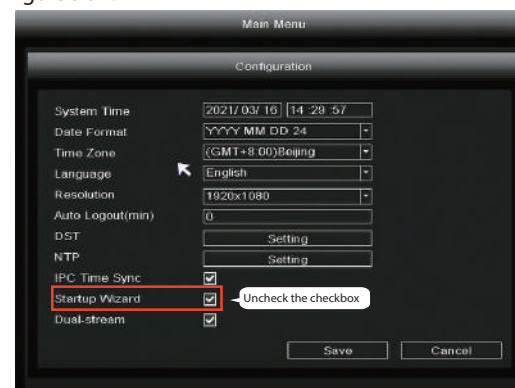 Main Menu
Configuration
System Time 2021/ 03/ 16 14 :29 :57
Date Format YYYY MM DD 24
Time Zone (GMT+8:00)Beijing
Language English
Resolution 1920x1080
Auto Logout(min) 0
DST Setting
NTP Setting
IPC Time Sync
Startup Wizard Uncheck the checkbox
Dual-stream
Save Cancel